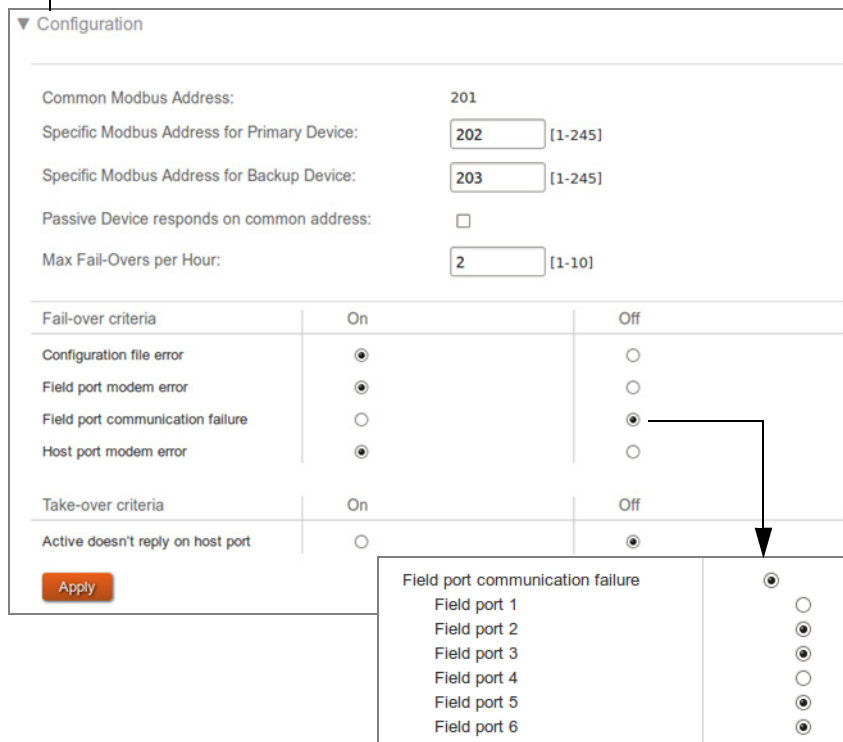 ▼ Configuration
Common Modbus Address: 201
Specific Modbus Address for Primary Device: 202 [1-245]
Specific Modbus Address for Backup Device: 203 [1-245]
Passive Device responds on common address:
Max Fail-Overs per Hour: 2 [1-10]
Fail-over criteria On Off
Configuration file error
Field port modem error
Field port communication failure
Host port modem error
Take-over criteria On Off
Active doesn't reply on host port
Apply
Field port communication failure
Field port 1
Field port 2
Field port 3
Field port 4
Field port 5
Field port 6